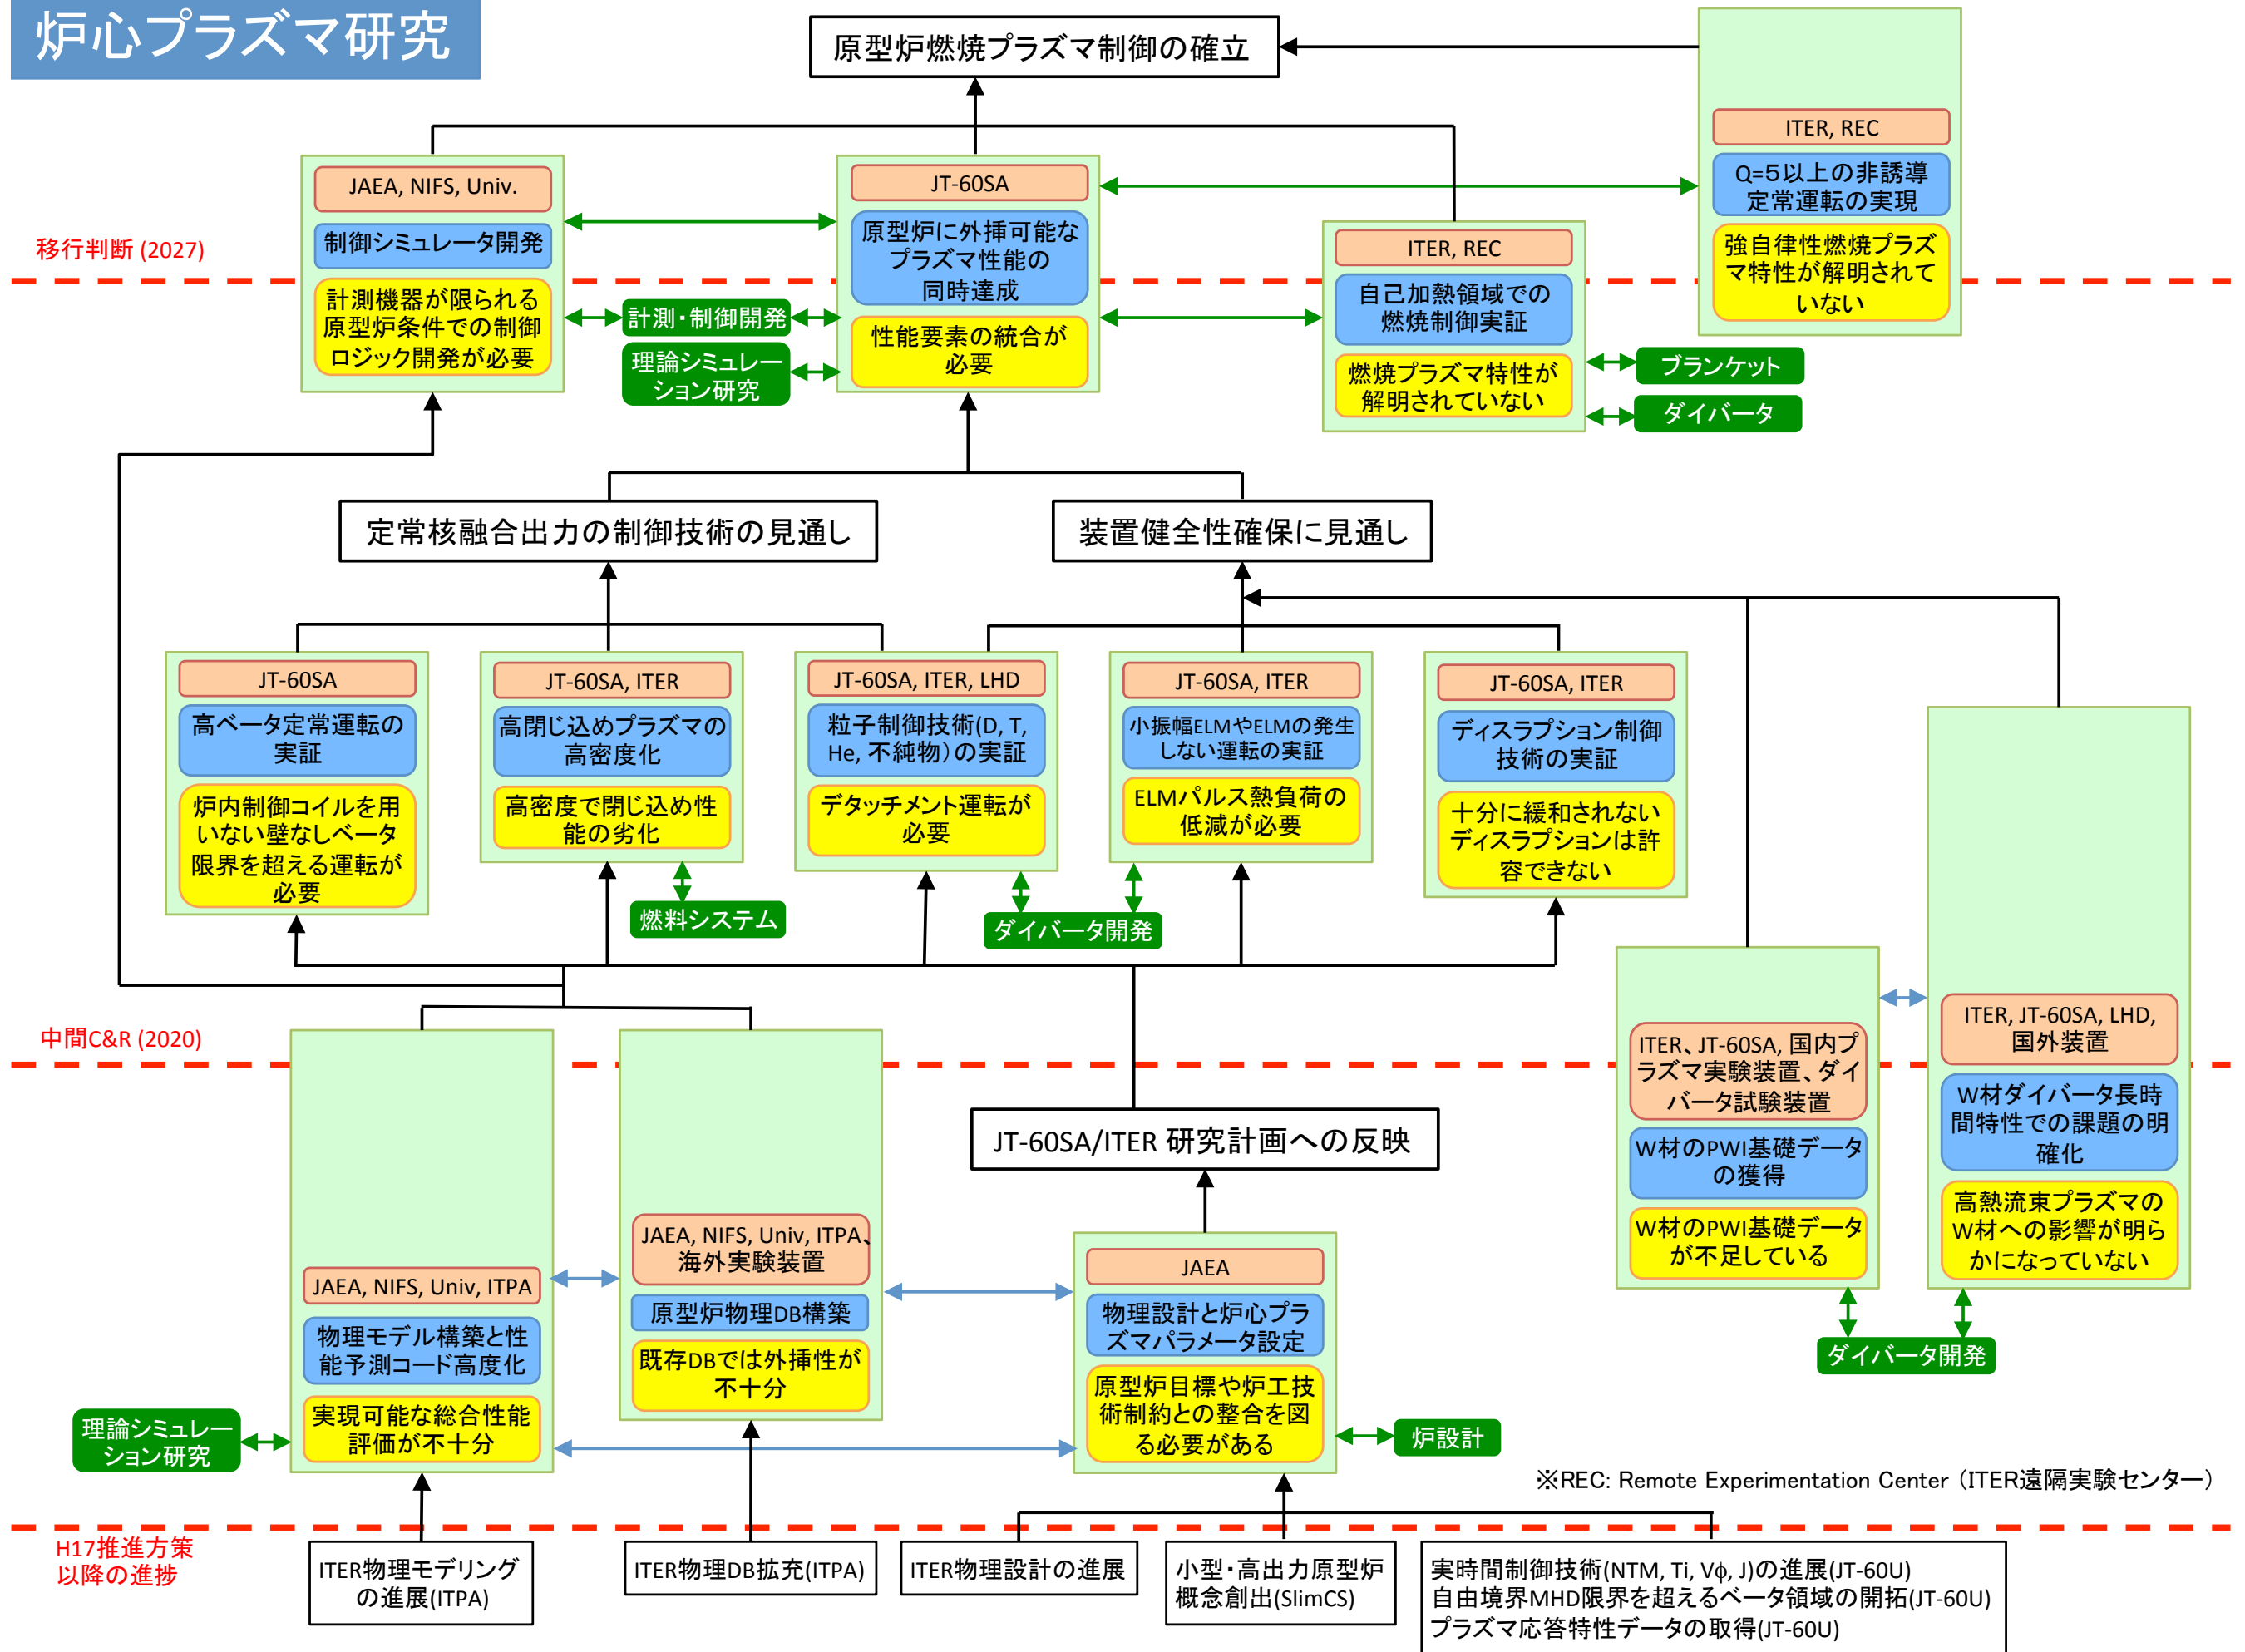 炉心プラズマ研究
原型炉燃焼プラズマ制御の確立
ITER, REC
Q=5以上の非誘導
定常運転の実現
強自律性燃焼プラズ
マ特性が解明されて
いない
JAEA, NIFS, Univ.
制御シミュレータ開発
計測機器が限られる
原型炉条件での制御
ロジック開発が必要
JT-60SA
原型炉に外挿可能な
プラズマ性能の
同時達成
性能要素の統合が
必要
ITER, REC
自己加熱領域での
燃焼制御実証
燃焼プラズマ特性が
解明されていない
移行判断 (2027)
計測・制御開発
理論シミュレー
ション研究
ブランケット
ダイバータ
定常核融合出力の制御技術の見通し
装置健全性確保に見通し
JT-60SA
高ベータ定常運転の
実証
炉内制御コイルを用
いない壁なしベータ
限界を超える運転が
必要
JT-60SA, ITER
高閉じ込めプラズマの
高密度化
高密度で閉じ込め性
能の劣化
JT-60SA, ITER, LHD
粒子制御技術(D, T,
He, 不純物）の実証
デタッチメント運転が
必要
JT-60SA, ITER
小振幅ELMやELMの発生
しない運転の実証
ELMパルス熱負荷の
低減が必要
JT-60SA, ITER
ディスラプション制御
技術の実証
十分に緩和されない
ディスラプションは許
容できない
燃料システム
ダイバータ開発
中間C&R (2020)
ITER、JT-60SA, 国内プ
ラズマ実験装置、ダイ
バータ試験装置
W材のPWI基礎データ
の獲得
W材のPWI基礎データ
が不足している
ITER, JT-60SA, LHD,
国外装置
W材ダイバータ長時
間特性での課題の明
確化
高熱流束プラズマの
W材への影響が明ら
かになっていない
ダイバータ開発
JT-60SA/ITER 研究計画への反映
JAEA, NIFS, Univ, ITPA
物理モデル構築と性
能予測コード高度化
実現可能な総合性能
評価が不十分
JAEA, NIFS, Univ, ITPA、
海外実験装置
原型炉物理DB構築
既存DBでは外挿性が
不十分
JAEA
物理設計と炉心プラ
ズマパラメータ設定
原型炉目標や炉工技
術制約との整合を図
る必要がある
理論シミュレー
ション研究
炉設計
※REC: Remote Experimentation Center （ITER遠隔実験センター）
H17推進方策
以降の進捗
ITER物理モデリング
の進展(ITPA)
ITER物理DB拡充(ITPA)
ITER物理設計の進展
小型・高出力原型炉
概念創出(SlimCS)
実時間制御技術(NTM, Ti, Vϕ, J)の進展(JT-60U)
自由境界MHD限界を超えるベータ領域の開拓(JT-60U)
プラズマ応答特性データの取得(JT-60U)